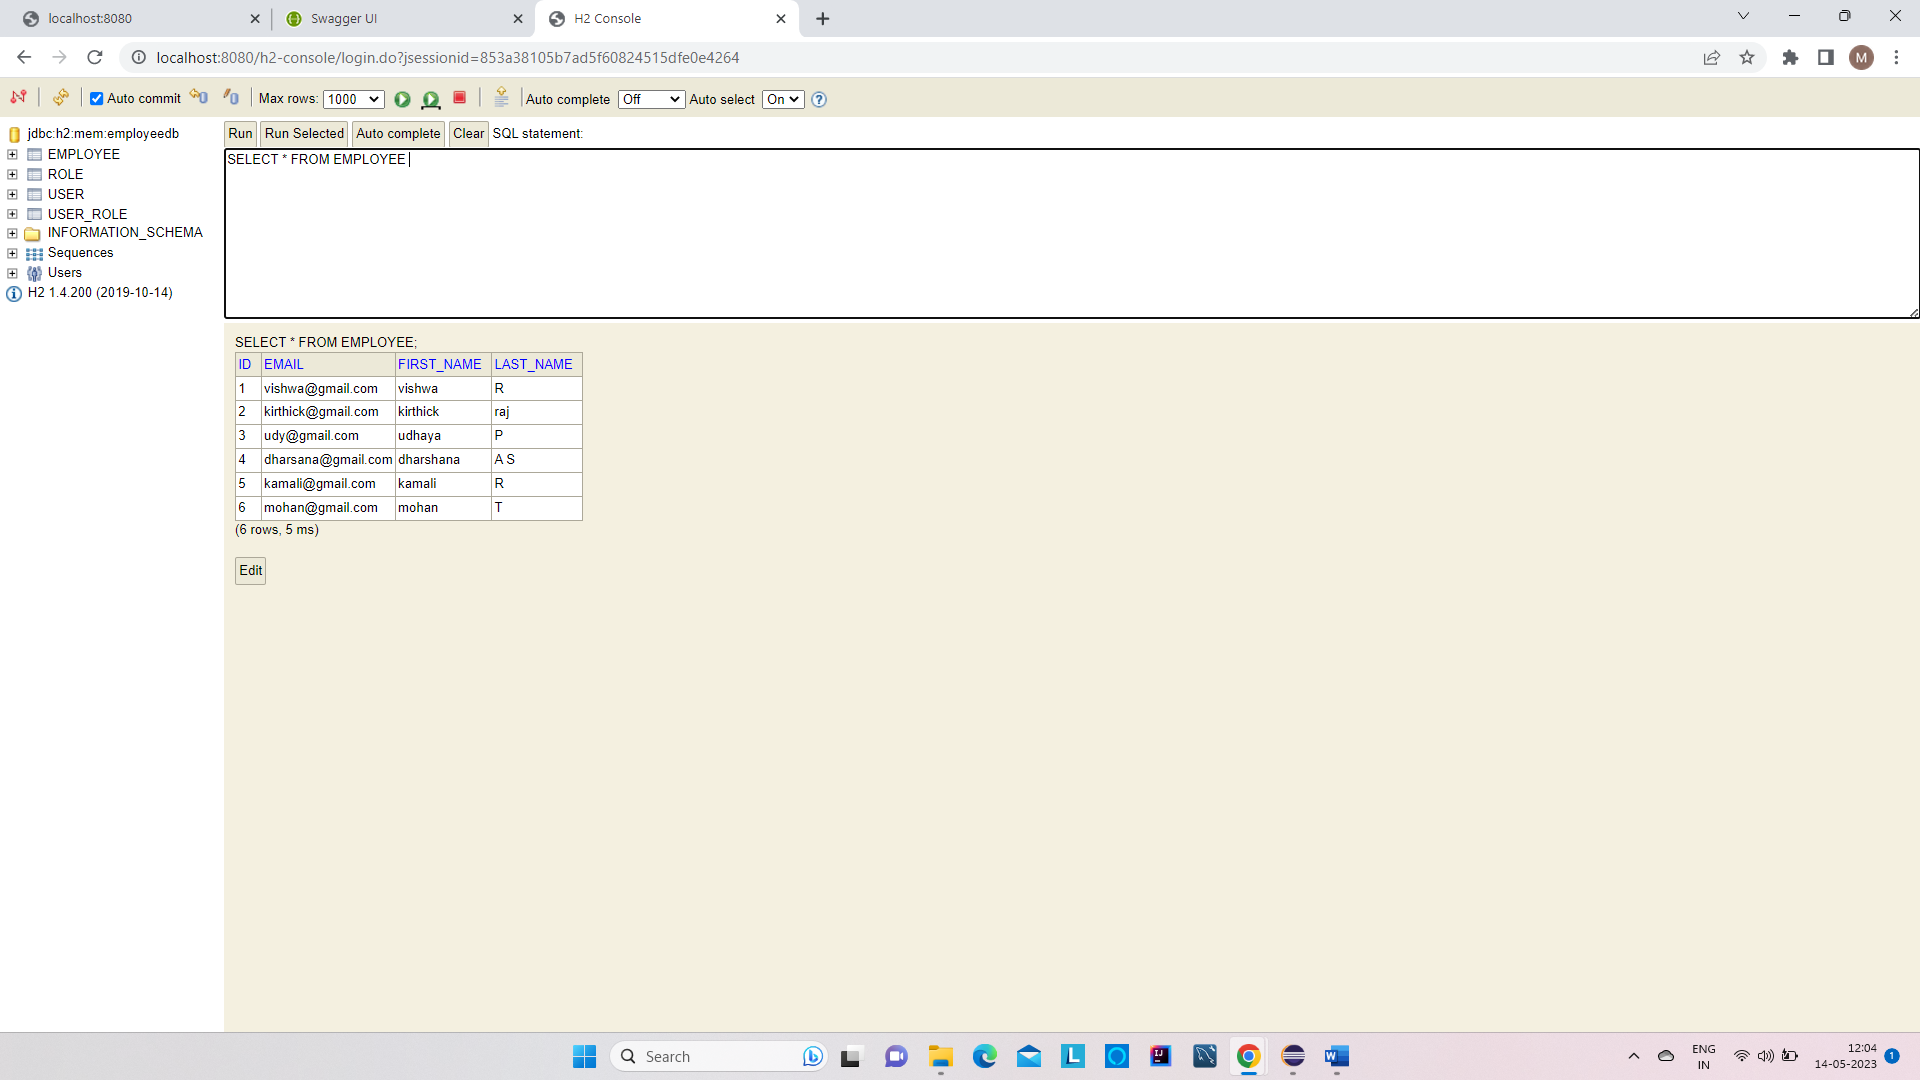 localhost:8080
Swagger UI
H2 Console
localhost:8080/h2-console/login.do?jsessionid=853a38105b7ad5f60824515dfe0e4264
M
Auto commit
Max rows: 1000
Auto complete Off
Auto select On
jdbc:h2:mem:employeedb
EMPLOYEE
ROLE
USER
USER_ROLE
INFORMATION_SCHEMA
Sequences
Users
H2 1.4.200 (2019-10-14)
Run Run Selected Auto complete Clear SQL statement:
SELECT * FROM EMPLOYEE
SELECT * FROM EMPLOYEE;
ID EMAIL FIRST_NAME LAST_NAME
1 vishwa@gmail.com vishwa R
2 kirthick@gmail.com kirthick raj
3 udy@gmail.com udhaya P
4 dharsana@gmail.com dharshana A S
5 kamali@gmail.com kamali R
6 mohan@gmail.com mohan T
(6 rows, 5 ms)
Edit
Search
L
IJ
W
ENG
IN
12:04
14-05-2023
1